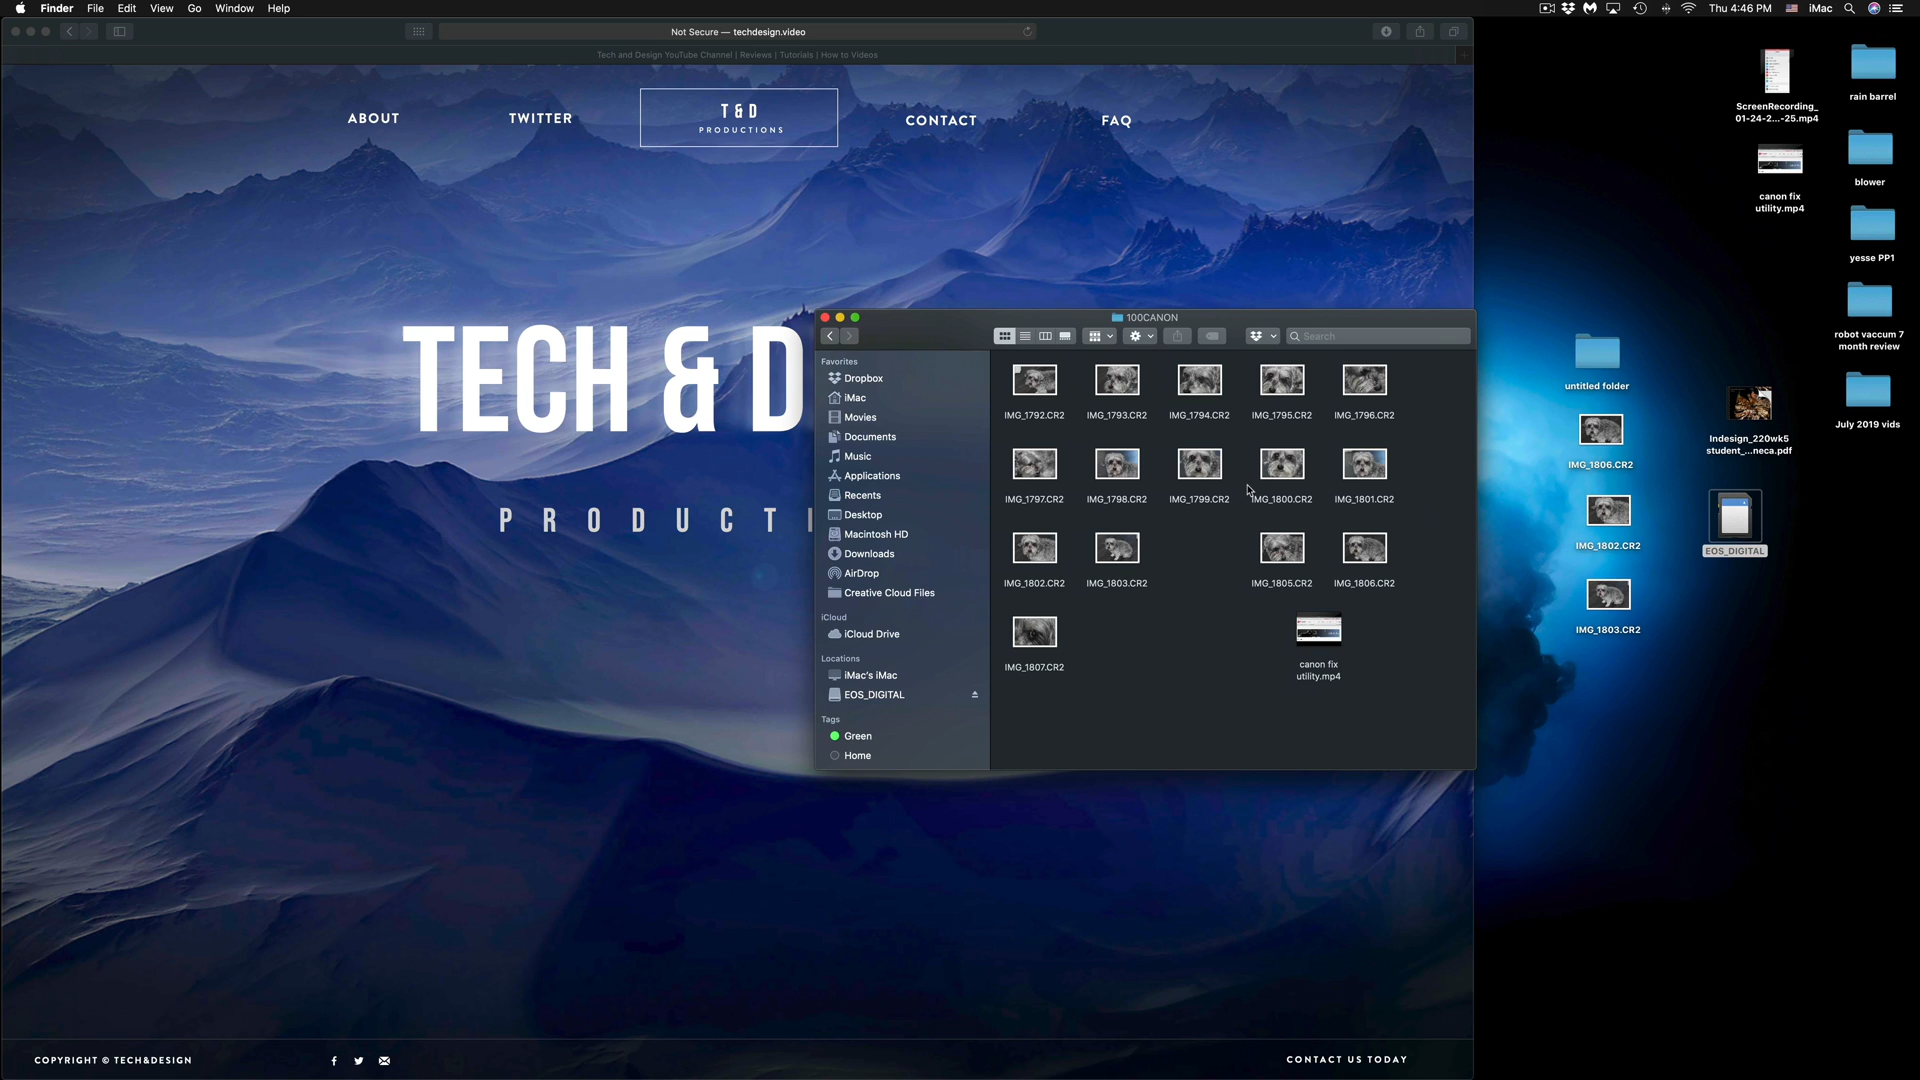 Finder File Edit View Go Window Help
Thu 4:46 PM iMac
Not Secure — techdesign.video
Tech and Design YouTube Channel | Reviews | Tutorials | How to Videos
ABOUT
TWITTER
T & D
PRODUCTIONS
CONTACT
FAQ
TECH & D
PRODUCTI
100CANON
Search
Favorites
Dropbox
iMac
Movies
Documents
Music
Applications
Recents
Desktop
Macintosh HD
Downloads
AirDrop
Creative Cloud Files
iCloud
iCloud Drive
Locations
iMac's iMac
EOS_DIGITAL
Tags
Green
Home
IMG_1792.CR2
IMG_1793.CR2
IMG_1794.CR2
IMG_1795.CR2
IMG_1796.CR2
IMG_1797.CR2
IMG_1798.CR2
IMG_1799.CR2
IMG_1800.CR2
IMG_1801.CR2
IMG_1802.CR2
IMG_1803.CR2
IMG_1805.CR2
IMG_1806.CR2
IMG_1807.CR2
canon fix
utility.mp4
ScreenRecording_
01-24-2...-25.mp4
rain barrel
canon fix
utility.mp4
blower
yesse PP1
robot vaccum 7
month review
untitled folder
July 2019 vids
IMG_1806.CR2
Indesign_220wk5
student_...neca.pdf
IMG_1802.CR2
EOS_DIGITAL
IMG_1803.CR2
COPYRIGHT © TECH&DESIGN
CONTACT US TODAY